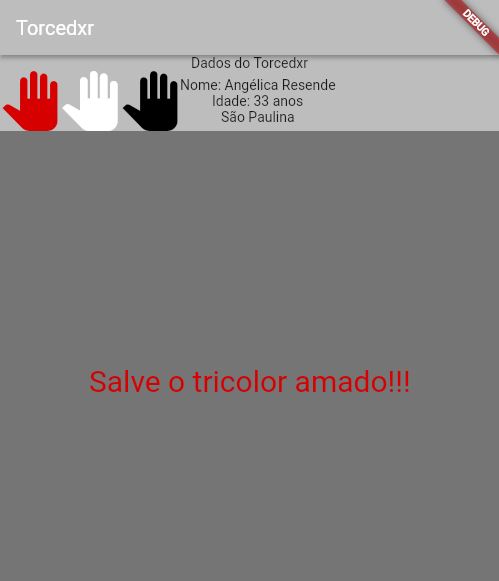 Torcedxr
DEBUG
Dados do Torcedxr
Nome: Angélica Resende
Idade: 33 anos
São Paulina
Salve o tricolor amado!!!